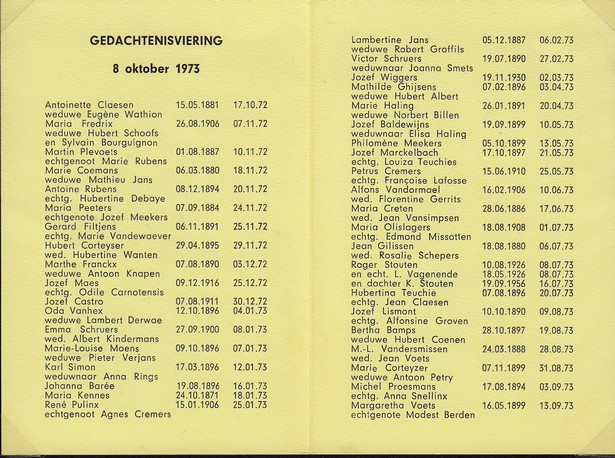 GEDACHTENISVIERING
8 oktober 1973
Antoinette Claesen 15.05.1881 17.10.72
weduwe Eugène Wathion
Maria Fredrix 26.08.1906 07.11.72
weduwe Hubert Schoofs
en Sylvain Bourguignon
Martin Plevoets 01.08.1887 10.11.72
echtgenoot Marie Rubens
Marie Coemans 06.03.1880 18.11.72
weduwe Mathieu Jans
Antoine Rubens 08.12.1894 20.11.72
echtg. Hubertine Debaye
Maria Peeters 07.09.1884 24.11.72
echtgenote Jozef Meekers
Gerard Filtjens 06.11.1891 25.11.72
echtg. Marie Vandewaever
Hubert Corteyser 29.04.1895 29.11.72
wed. Hubertine Wanten
Marthe Franckx 07.08.1890 03.12.72
weduwe Antoon Knapen
Jozef Maes 09.12.1916 25.12.72
echtg. Odile Carnotensis
Jozef Castro 07.08.1911 30.12.72
Oda Vanhex 12.10.1896 04.01.73
weduwe Lambert Derwae
Emma Schruers 27.09.1900 08.01.73
wed. Albert Kindermans
Marie-Louise Moens 09.10.1896 07.01.73
weduwe Pieter Verjans
Karl Simon 17.03.1896 12.01.73
weduwnaar Anna Rings
Johanna Barée 19.08.1896 16.01.73
Maria Kennes 24.10.1871 18.01.73
René Pulinx 15.01.1906 25.01.73
echtgenoot Agnes Cremers
Lambertine Jans 05.12.1887 06.02.73
weduwe Robert Groffils
Victor Schruers 19.07.1890 27.02.73
weduwnaar Joanna Smets
Jozef Wiggers 19.11.1930 02.03.73
Mathilde Ghijsens 07.02.1896 03.04.73
weduwe Hubert Albert
Marie Haling 26.01.1891 20.04.73
weduwe Norbert Billen
Jozef Baldewijns 19.09.1899 10.05.73
weduwnaar Elisa Haling
Philomène Meekers 05.10.1899 13.05.73
Jozef Marckelbach 17.10.1897 21.05.73
echtg. Louiza Teuchies
Petrus Cremers 15.06.1910 25.05.73
echtg. Françoise Lafosse
Alfons Vandormael 16.02.1906 10.06.73
wed. Florentine Gerrits
Maria Creten 28.06.1886 17.06.73
wed. Jean Vansimpsen
Maria Olislagers 18.08.1908 01.07.73
echtg. Edmond Missotten
Jean Gilissen 18.08.1880 06.07.73
wed. Rosalie Schepers
Roger Stouten 10.08.1926 08.07.73
en echt. L. Vagenende 18.05.1926 08.07.73
en dochter K. Stouten 19.09.1956 16.07.73
Hubertina Teuchie 07.08.1896 20.07.73
echtg. Jean Claesen
Jozef Lismont 10.10.1890 09.08.73
echtg. Alfonsine Groven
Bertha Bamps 28.10.1897 19.08.73
weduwe Hubert Coenen
M.-L. Vandersmissen 24.03.1888 28.08.73
wed. Jean Voets
Marie Corteyzer 07.11.1899 31.08.73
weduwe Antoon Petry
Michel Proesmans 17.08.1894 03.09.73
echtg. Anna Snellinx
Margaretha Voets 16.05.1899 13.09.73
echtgenote Modest Berden